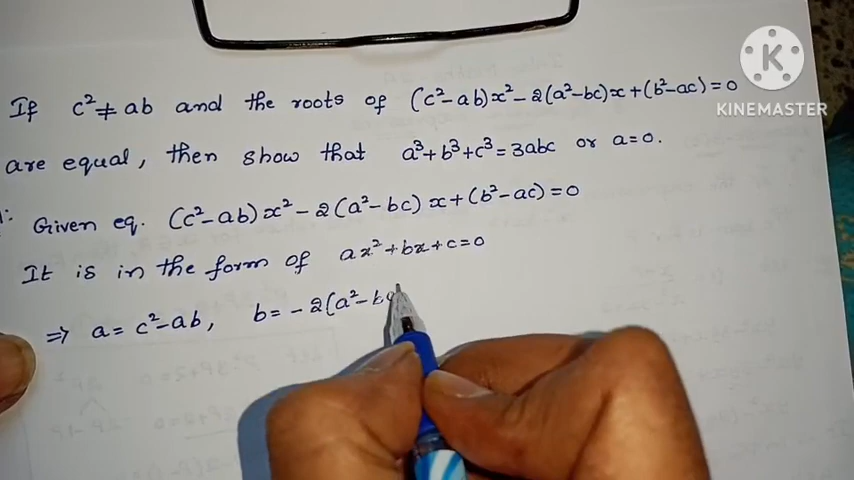 KINEMASTER
If c² ≠ ab and the roots of (c²-ab)x² - 2(a²-bc)x + (b²-ac) = 0
are equal, then show that a³+b³+c³ = 3abc or a=0.
Given eq. (c²-ab)x² - 2(a²-bc)x + (b²-ac) = 0
It is in the form of ax²+bx+c=0
⇒ a = c²-ab, b = -2(a²-bc